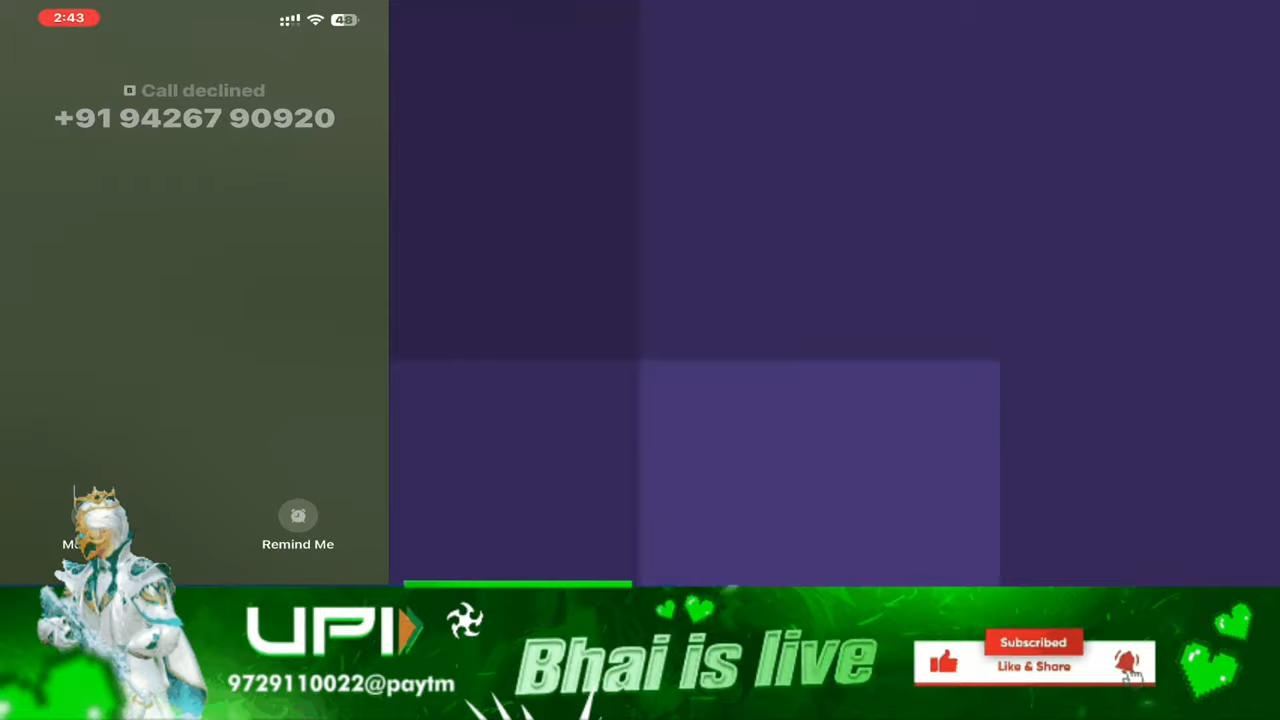 2:43
48
Call declined
+91 94267 90920
Remind Me
UPI
9729110022@paytm
Bhai is live
Subscribed
Like & Share